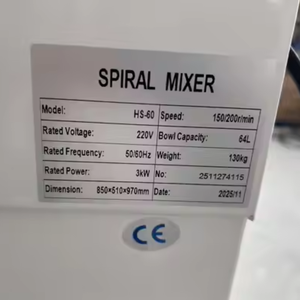 SPIRAL MIXER
Model: HS-60 Speed: 150/200r/min
Rated Voltage: 220V Bowl Capacity: 64L
Rated Frequency: 50/60Hz Weight: 130kg
Rated Power: 3kW No: 2511274115
Dimension: 850×510×970mm Date: 2025/11
CE